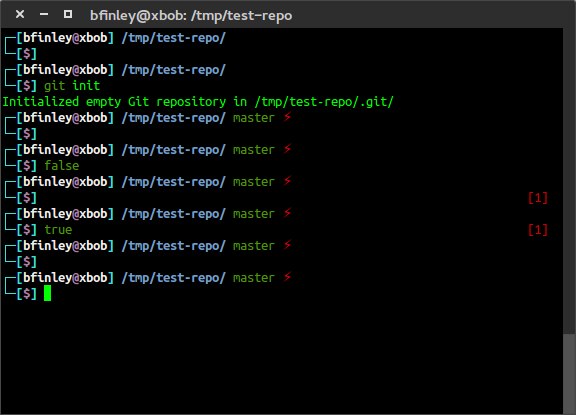 bfinley@xbob: /tmp/test-repo
┌─[bfinley@xbob] /tmp/test-repo/
└─[$]
┌─[bfinley@xbob] /tmp/test-repo/
└─[$] git init
Initialized empty Git repository in /tmp/test-repo/.git/
┌─[bfinley@xbob] /tmp/test-repo/ master ⚡
└─[$]
┌─[bfinley@xbob] /tmp/test-repo/ master ⚡
└─[$] false
┌─[bfinley@xbob] /tmp/test-repo/ master ⚡
└─[$] [1]
┌─[bfinley@xbob] /tmp/test-repo/ master ⚡
└─[$] true [1]
┌─[bfinley@xbob] /tmp/test-repo/ master ⚡
└─[$]
┌─[bfinley@xbob] /tmp/test-repo/ master ⚡
└─[$]